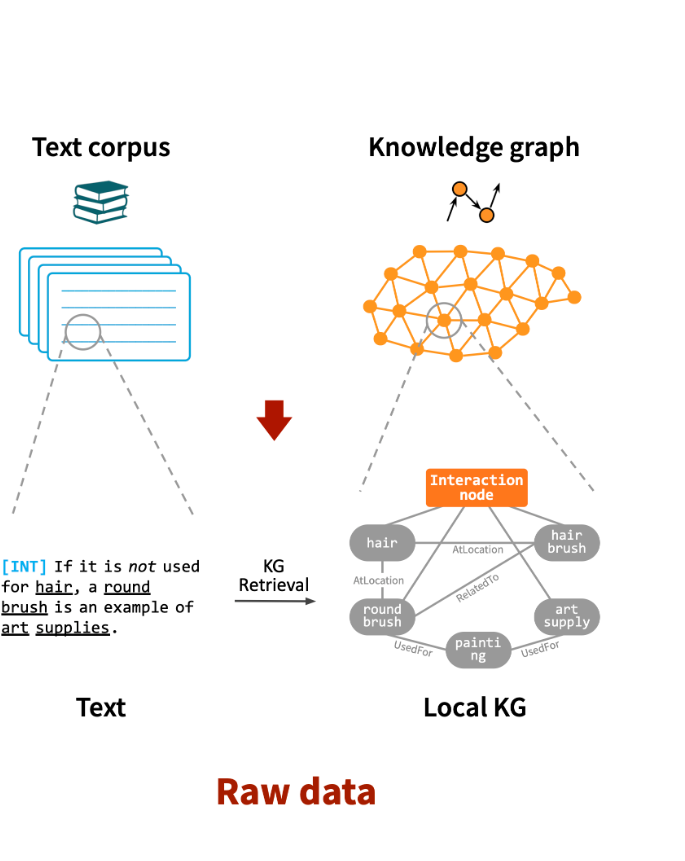 Text corpus
Knowledge graph
Interaction
node
hair
hair
brush
AtLocation
AtLocation
RelatedTo
round
brush
art
supply
painti
ng
UsedFor
UsedFor
[INT] If it is not used
for hair, a round
brush is an example of
art supplies.
KG
Retrieval
Text
Local KG
Raw data